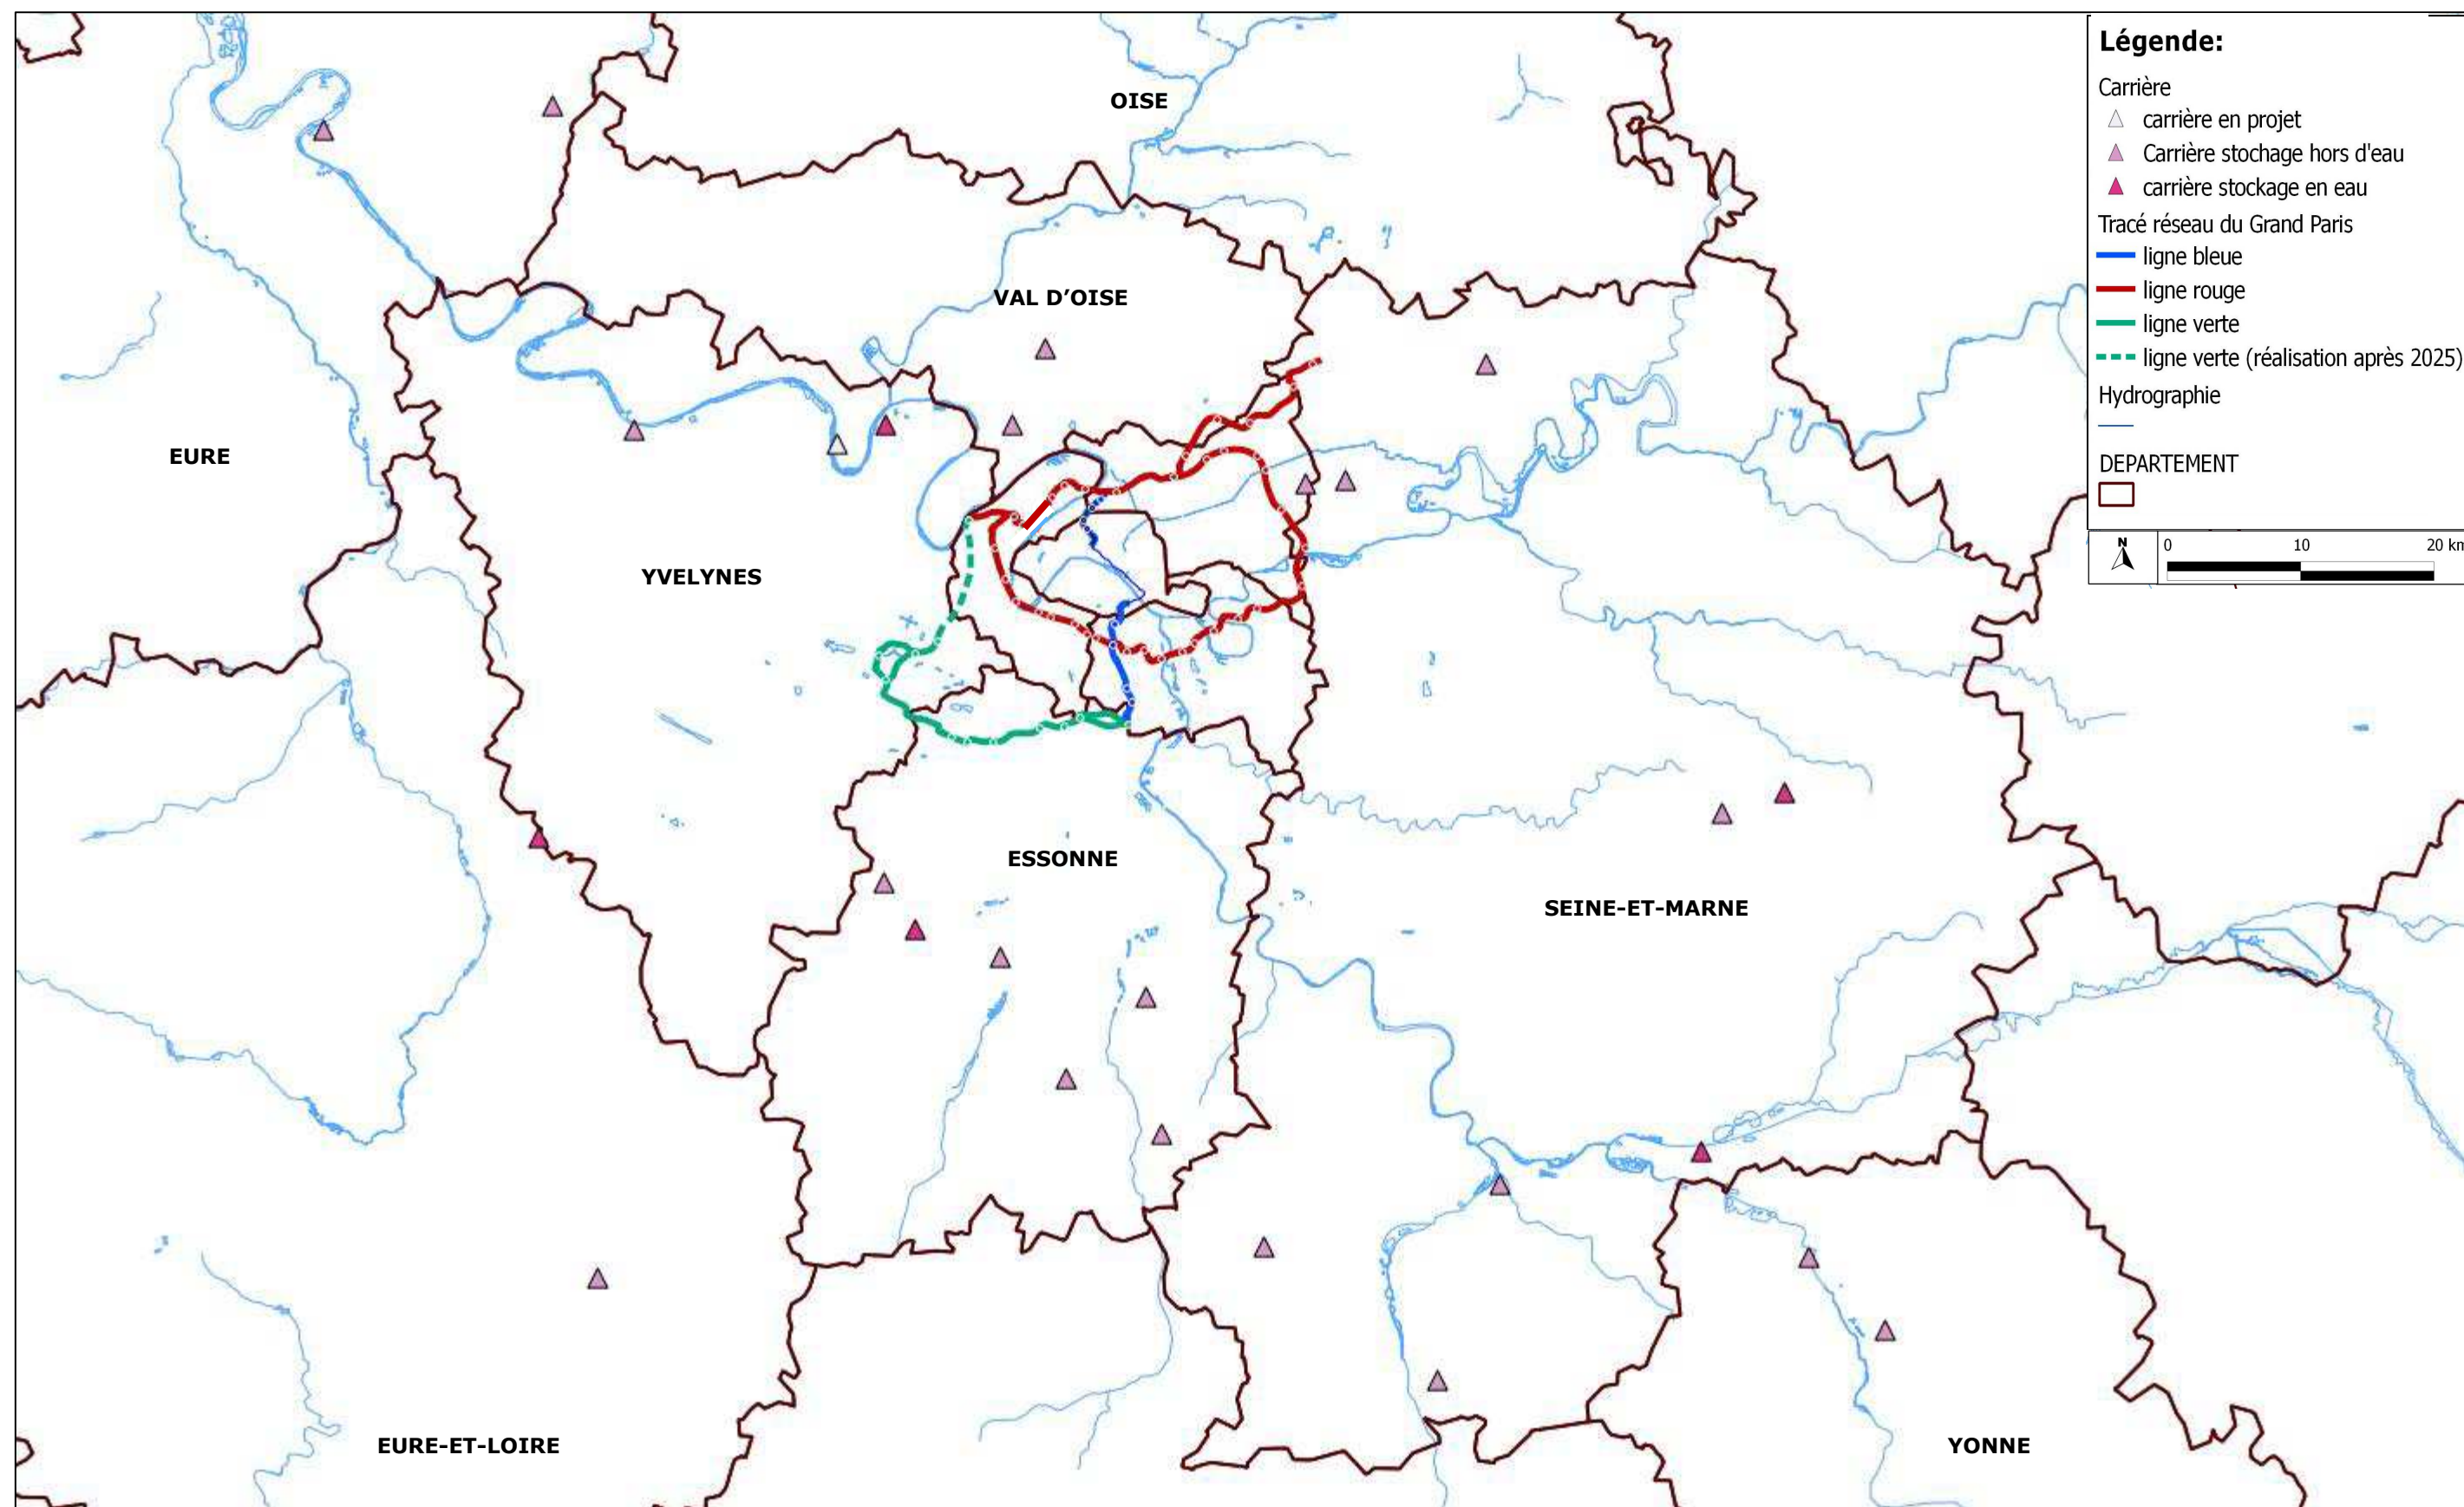 Légende:
Carrière
carrière en projet
Carrière stochage hors d'eau
carrière stockage en eau
Tracé réseau du Grand Paris
ligne bleue
ligne rouge
ligne verte
ligne verte (réalisation après 2025)
Hydrographie
DEPARTEMENT
N
0 10 20 km
OISE
VAL D'OISE
EURE
YVELYNES
ESSONNE
SEINE-ET-MARNE
EURE-ET-LOIRE
YONNE